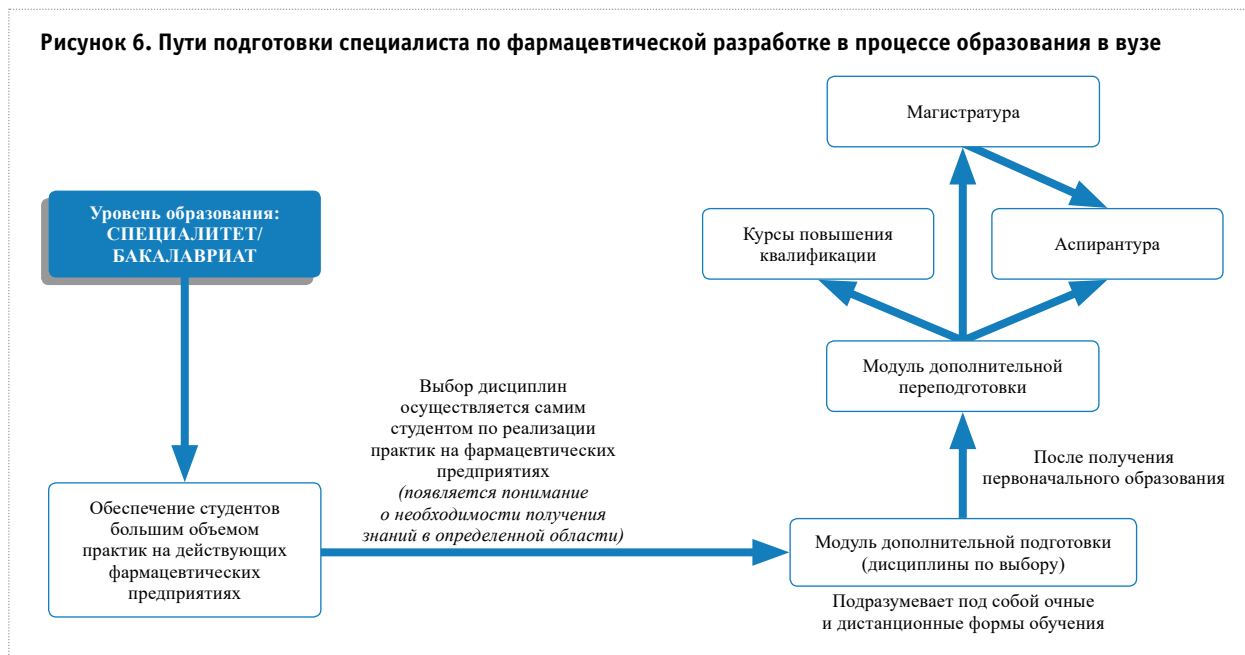 Рисунок 6. Пути подготовки специалиста по фармацевтической разработке в процессе образования в вузе
Уровень образования:
СПЕЦИАЛИТЕТ/
БАКАЛАВРИАТ
Обеспечение студентов
большим объемом
практик на действующих
фармацевтических
предприятиях
Выбор дисциплин
осуществляется самим
студентом по реализации
практик на фармацевтических
предприятиях
(появляется понимание
о необходимости получения
знаний в определенной области)
Модуль дополнительной подготовки
(дисциплины по выбору)
Подразумевает под собой очные
и дистанционные формы обучения
После получения
первоначального образования
Модуль дополнительной
переподготовки
Курсы повышения
квалификации
Магистратура
Аспирантура